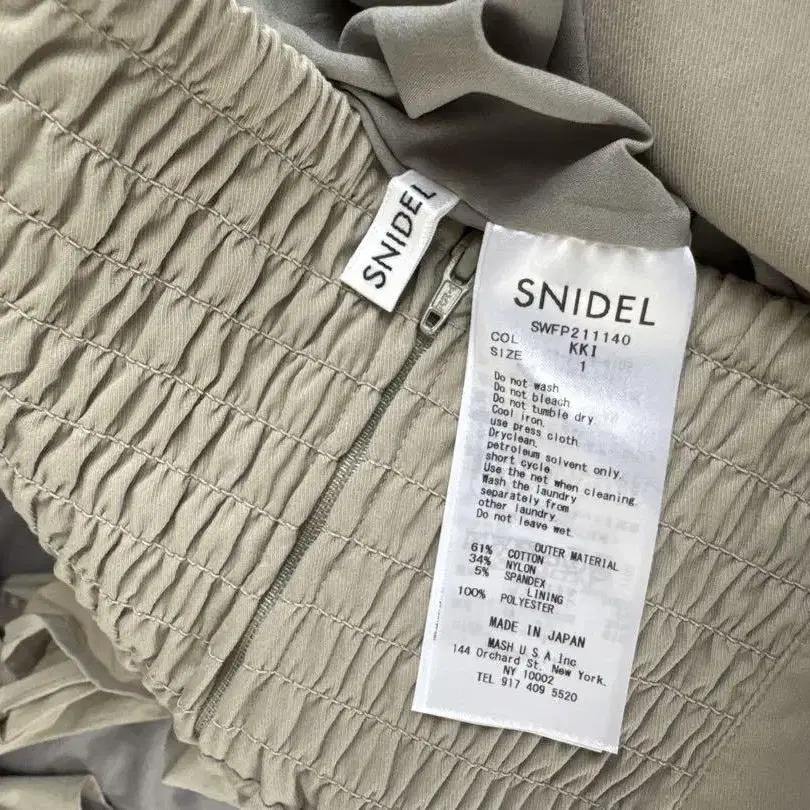 SNIDEL
SNIDEL
SWFP211140
COL KKI
SIZE 1
Do not wash
Do not bleach
Do not tumble dry
Cool iron.
use press cloth
Dryclean.
petroleum solvent only.
short cycle
Use the net when cleaning.
Wash the laundry
separately from
other laundry.
Do not leave wet.
OUTER MATERIAL
61% COTTON
34% NYLON
5% SPANDEX
LINING
100% POLYESTER
MADE IN JAPAN
MASH U S A Inc
144 Orchard St. New York.
NY 10002
TEL 917 409 5520